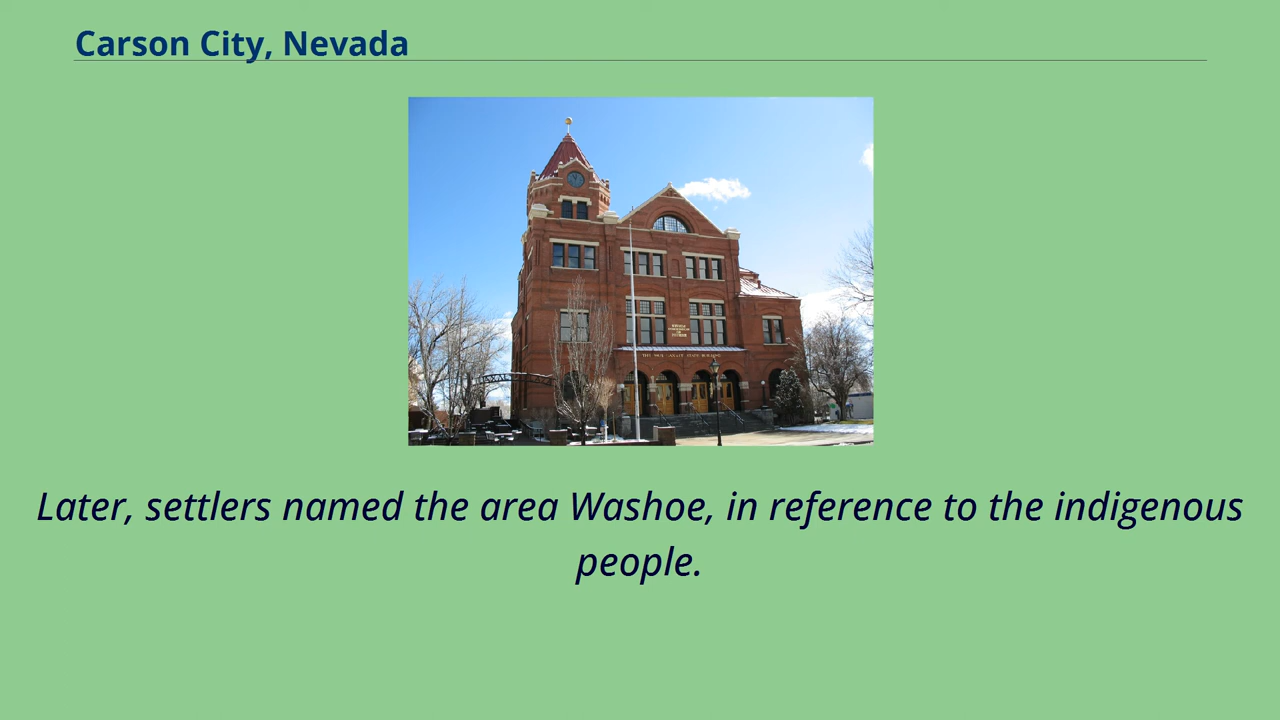 Carson City, Nevada
Later, settlers named the area Washoe, in reference to the indigenous
people.